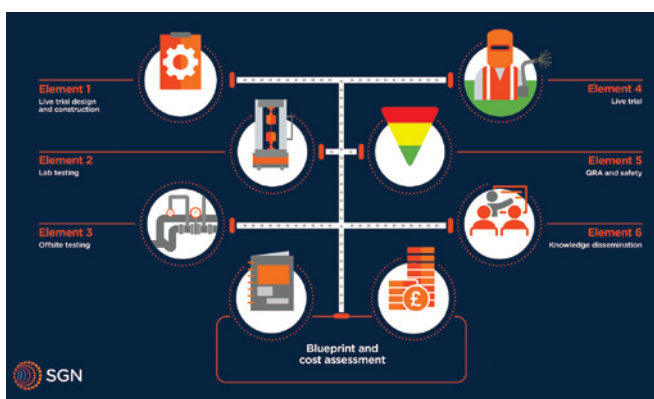 Element 1
Live trial design
and construction
Element 4
Live trial
Element 2
Lab testing
Element 5
QRA and safety
Element 3
Offsite testing
Element 6
Knowledge dissemination
£
Blueprint and
cost assessment
SGN